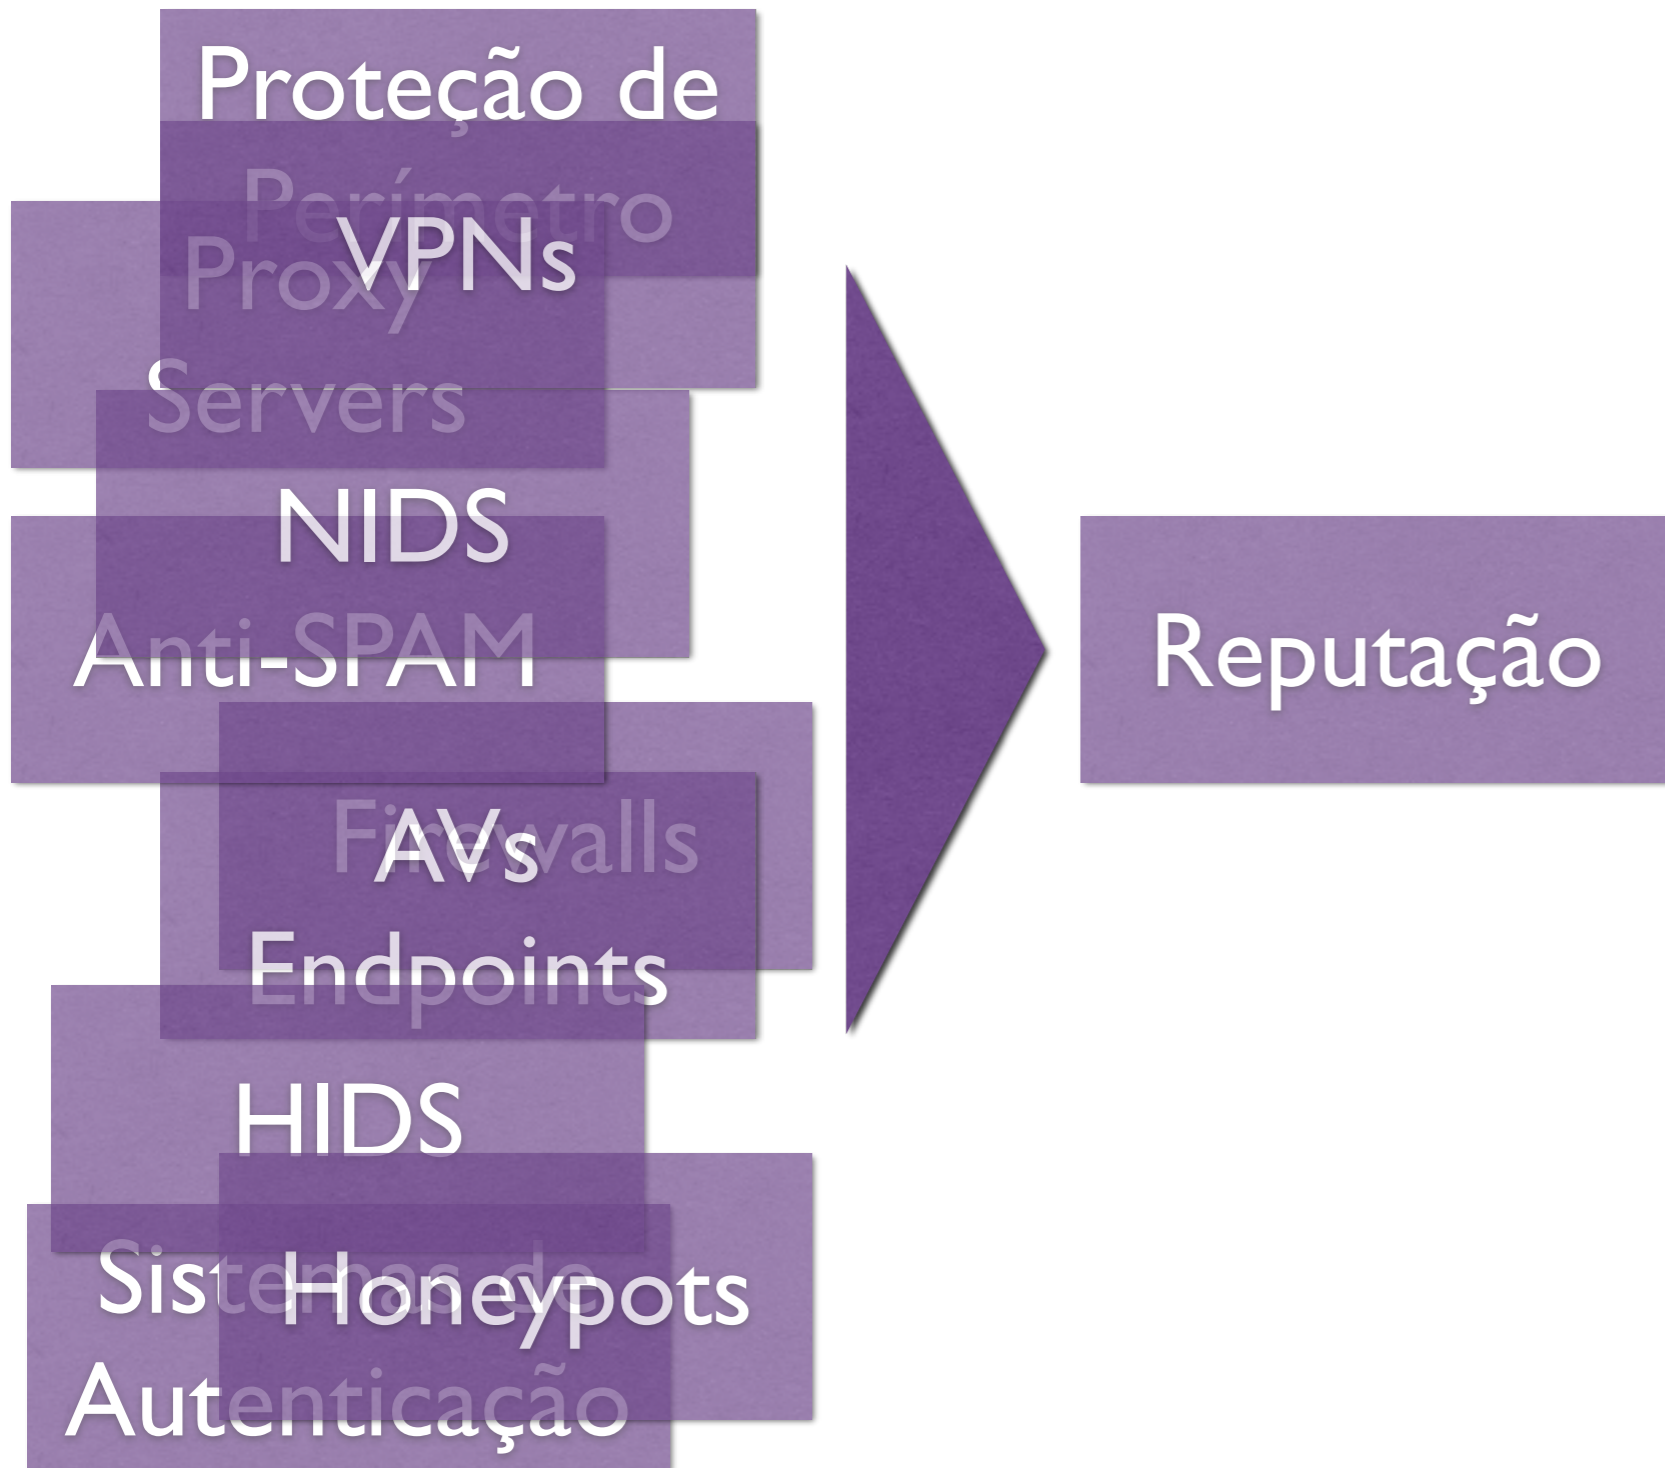 Proteção de
Perímetro
VPNs
Proxy
Servers
NIDS
Anti-SPAM
Firewalls
AVs
Endpoints
HIDS
Sistemas de
Honeypots
Autenticação
Reputação